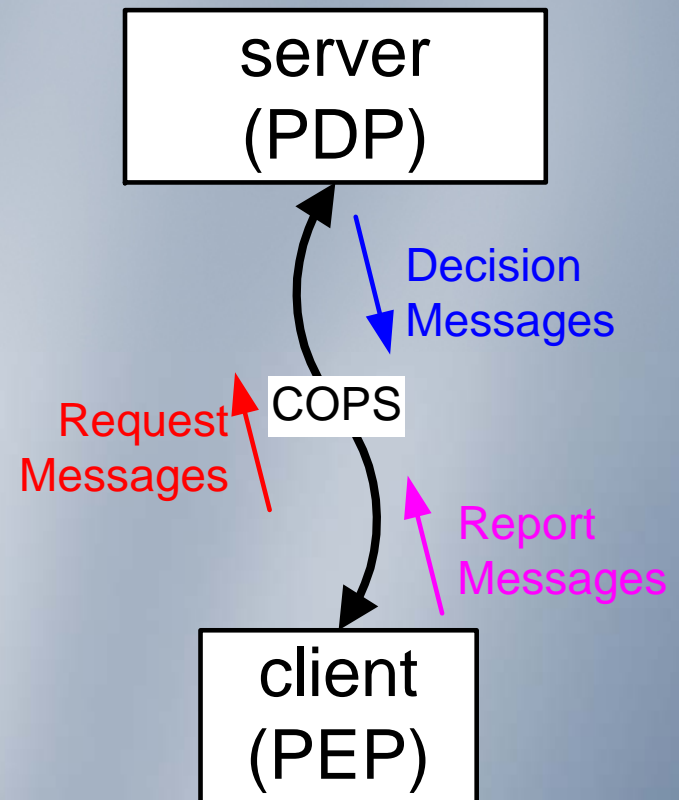 server
(PDP)
Decision
Messages
COPS
Request
Messages
Report
Messages
client
(PEP)